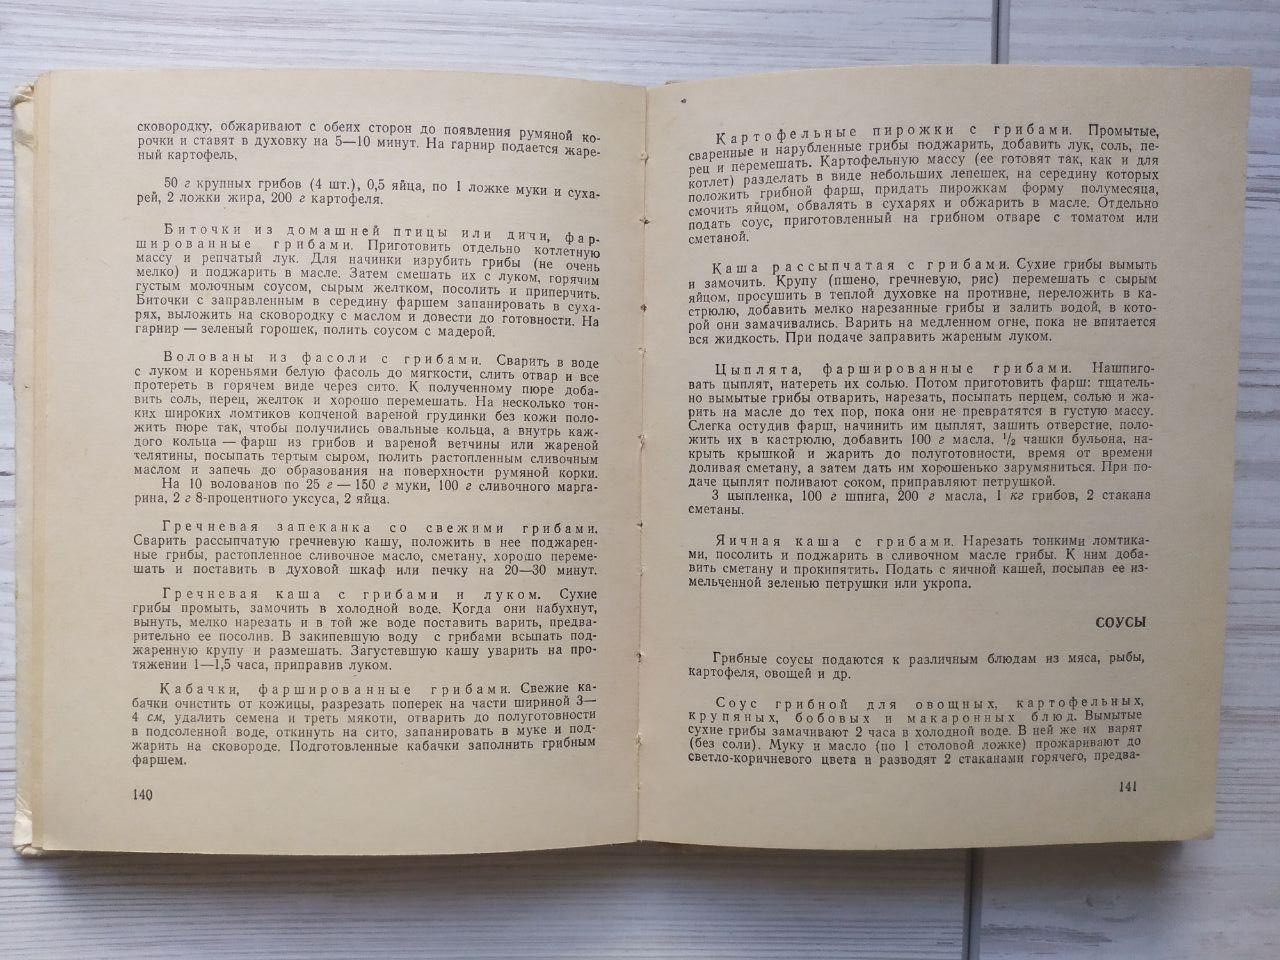 сковородку, обжаривают с обеих сторон до появления румяной ко-
рочки и ставят в духовку на 5—10 минут. На гарнир подается жаре-
ный картофель,
50 г крупных грибов (4 шт.), 0,5 яйца, по 1 ложке муки и суха-
рей, 2 ложки жира, 200 г картофеля.
Биточки из домашней птицы или дичи, фар-
шированные грибами. Приготовить отдельно котлетную
массу и репчатый лук. Для начинки изрубить грибы (не очень
мелко) и поджарить в масле. Затем смешать их с луком, горячим
густым молочным соусом, сырым желтком, посолить и приперчить.
Биточки с заправленным в середину фаршем запанировать в суха-
рях, выложить на сковородку с маслом и довести до готовности. На
гарнир — зеленый горошек, полить соусом с мадерой.
Волованы из фасоли с грибами. Сварить в воде
с луком и кореньями белую фасоль до мягкости, слить отвар и все
протереть в горячем виде через сито. К полученному пюре доба-
вить соль, перец, желток и хорошо перемешать. На несколько тон-
ких широких ломтиков копченой вареной грудинки без кожи поло-
жить пюре так, чтобы получились овальные кольца, а внутрь каж-
дого кольца — фарш из грибов и вареной ветчины или жареной
телятины, посыпать тертым сыром, полить растопленным сливочным
маслом и запечь до образования на поверхности румяной корки.
На 10 волованов по 25 г — 150 г муки, 100 г сливочного марга-
рина, 2 г 8-процентного уксуса, 2 яйца.
Гречневая запеканка со свежими грибами.
Сварить рассыпчатую гречневую кашу, положить в нее поджарен-
ные грибы, растопленное сливочное масло, сметану, хорошо переме-
шать и поставить в духовой шкаф или печку на 20—30 минут.
Гречневая каша с грибами и луком. Сухие
грибы промыть, замочить в холодной воде. Когда они набухнут,
вынуть, мелко нарезать и в той же воде поставить варить, предва-
рительно ее посолив. В закипевшую воду с грибами всыпать под-
жаренную крупу и размешать. Загустевшую кашу уварить на про-
тяжении 1—1,5 часа, приправив луком.
Кабачки, фаршированные грибами. Свежие ка-
бачки очистить от кожицы, разрезать поперек на части шириной 3—
4 см, удалить семена и треть мякоти, отварить до полуготовности
в подсоленной воде, откинуть на сито, запанировать в муке и под-
жарить на сковороде. Подготовленные кабачки заполнить грибным
фаршем.
140
Картофельные пирожки с грибами. Промытые,
сваренные и нарубленные грибы поджарить, добавить лук, соль, пе-
рец и перемешать. Картофельную массу (ее готовят так, как и для
котлет) разделать в виде небольших лепешек, на середину которых
положить грибной фарш, придать пирожкам форму полумесяца,
смочить яйцом, обвалять в сухарях и обжарить в масле. Отдельно
подать соус, приготовленный на грибном отваре с томатом или
сметаной.
Каша рассыпчатая с грибами. Сухие грибы вымыть
и замочить. Крупу (пшено, гречневую, рис) перемешать с сырым
яйцом, просушить в теплой духовке на противне, переложить в ка-
стрюлю, добавить мелко нарезанные грибы и залить водой, в кото-
рой они замачивались. Варить на медленном огне, пока не впитается
вся жидкость. При подаче заправить жареным луком.
Цыплята, фаршированные грибами. Нашпиго-
вать цыплят, натереть их солью. Потом приготовить фарш: тщатель-
но вымытые грибы отварить, нарезать, посыпать перцем, солью и жа-
рить на масле до тех пор, пока они не превратятся в густую массу.
Слегка остудив фарш, начинить им цыплят, зашить отверстие, поло-
жить их в кастрюлю, добавить 100 г масла, 1/2 чашки бульона, на-
крыть крышкой и жарить до полуготовности, время от времени
доливая сметану, а затем дать им хорошенько зарумяниться. При по-
даче цыплят поливают соком, приправляют петрушкой.
3 цыпленка, 100 г шпига, 200 г масла, 1 кг грибов, 2 стакана
сметаны.
Яичная каша с грибами. Нарезать тонкими ломтика-
ми, посолить и поджарить в сливочном масле грибы. К ним доба-
вить сметану и прокипятить. Подать с яичной кашей, посыпав ее из-
мельченной зеленью петрушки или укропа.
СОУСЫ
Грибные соусы подаются к различным блюдам из мяса, рыбы,
картофеля, овощей и др.
Соус грибной для овощных, картофельных,
крупяных, бобовых и макаронных блюд. Вымытые
сухие грибы замачивают 2 часа в холодной воде. В ней же их варят
(без соли). Муку и масло (по 1 столовой ложке) прожаривают до
светло-коричневого цвета и разводят 2 стаканами горячего, предва-
141